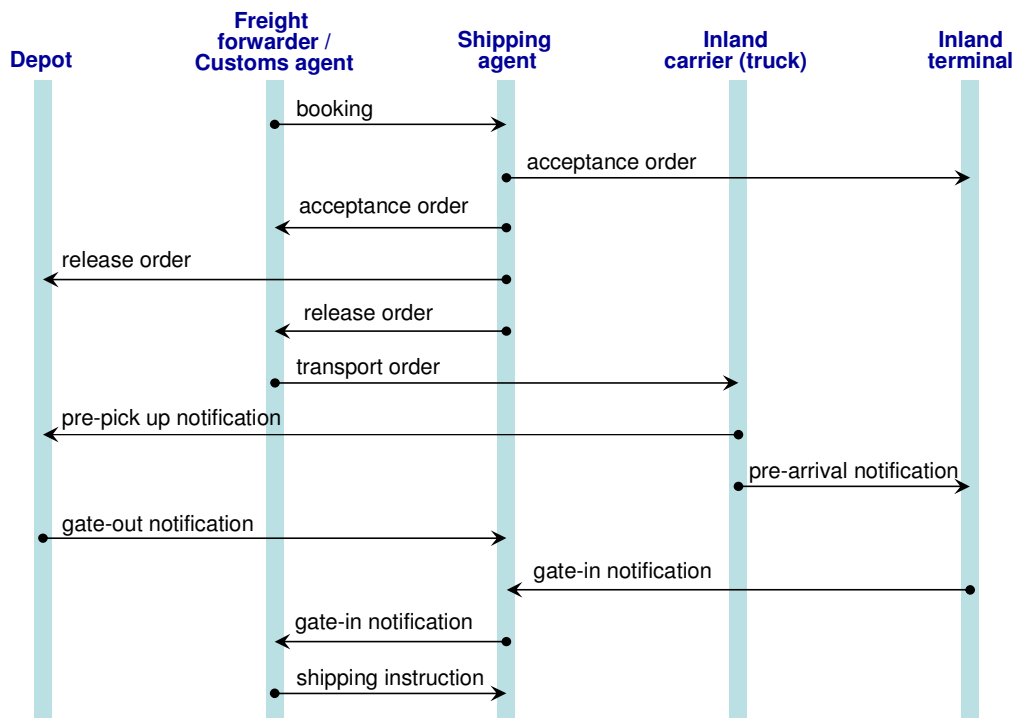 Depot
Freight
forwarder /
Customs agent
Shipping
agent
Inland
carrier (truck)
Inland
terminal
booking
acceptance order
acceptance order
release order
release order
transport order
pre-pick up notification
pre-arrival notification
gate-out notification
gate-in notification
gate-in notification
shipping instruction